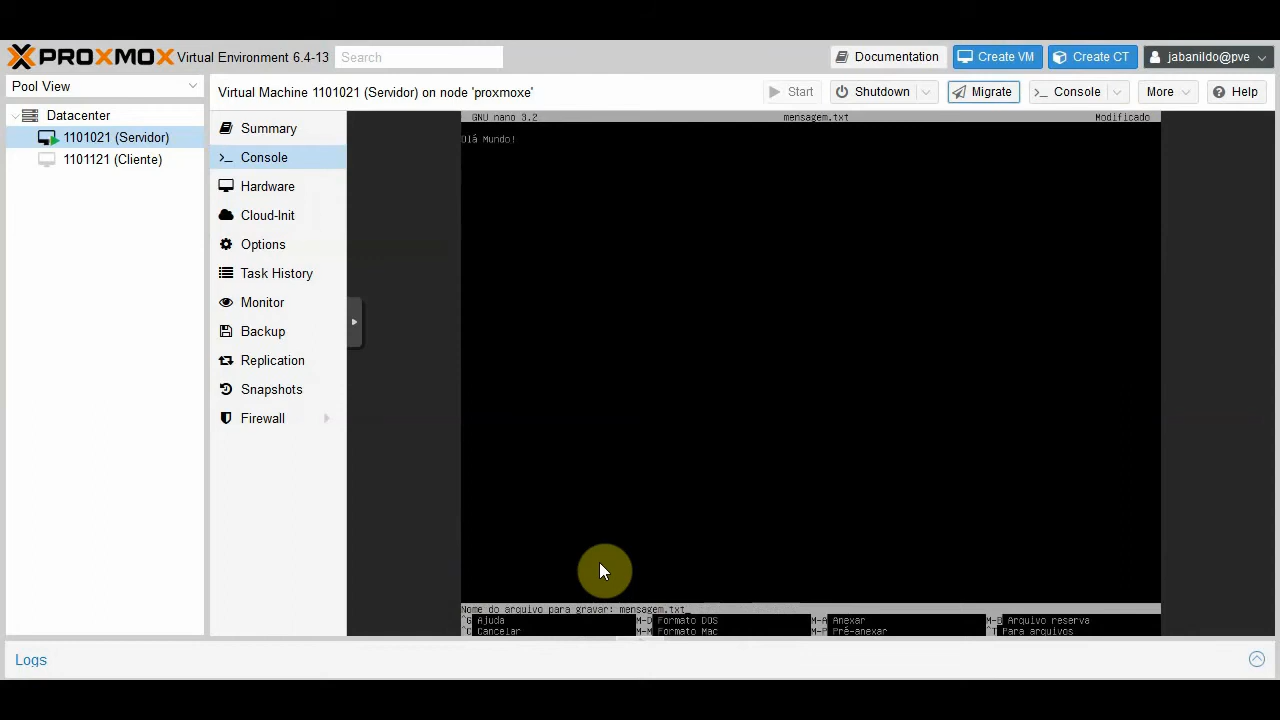 PROXMOX Virtual Environment 6.4-13 Search Documentation Create VM Create CT jabanildo@pve
Pool View
Virtual Machine 1101021 (Servidor) on node 'proxmoxe' Start Shutdown Migrate Console More Help
Datacenter
1101021 (Servidor)
1101121 (Cliente)
Summary
Console
Hardware
Cloud-Init
Options
Task History
Monitor
Backup
Replication
Snapshots
Firewall
GNU nano 3.2 mensagem.txt Modificado
Olá Mundo!
Nome do arquivo para gravar: mensagem.txt
^G Ajuda M-D Formato DOS M-A Anexar M-B Arquivo reserva
^C Cancelar M-M Formato Mac M-P Pré-anexar ^T Para arquivos
Logs